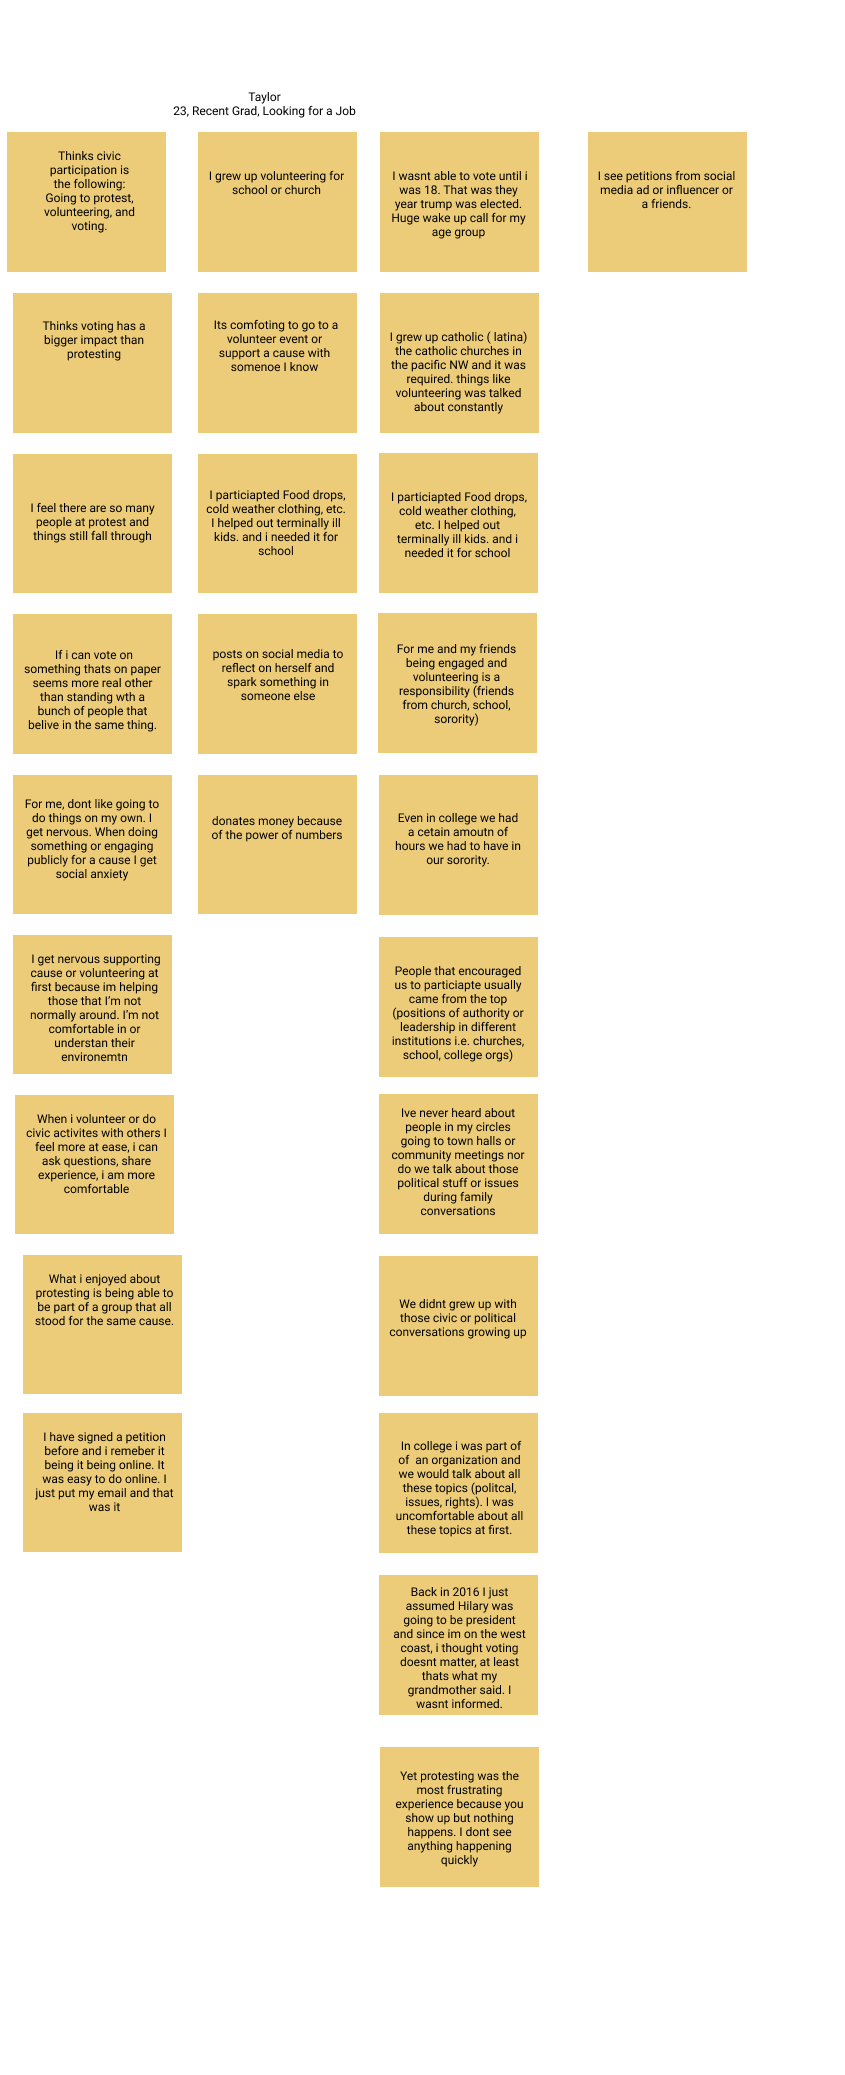 Taylor
23, Recent Grad, Looking for a Job
Thinks civic
participation is
the following:
Going to protest,
volunteering, and
voting.
Thinks voting has a
bigger impact than
protesting
I feel there are so many
people at protest and
things still fall through
If i can vote on
something thats on paper
seems more real other
than standing wth a
bunch of people that
belive in the same thing.
For me, dont like going to
do things on my own. I
get nervous. When doing
something or engaging
publicly for a cause I get
social anxiety
I get nervous supporting
cause or volunteering at
first because im helping
those that I’m not
normally around. I’m not
comfortable in or
understan their
environemtn
When i volunteer or do
civic activites with others I
feel more at ease, i can
ask questions, share
experience, i am more
comfortable
What i enjoyed about
protesting is being able to
be part of a group that all
stood for the same cause.
I have signed a petition
before and i remeber it
being it being online. It
was easy to do online. I
just put my email and that
was it
I grew up volunteering for
school or church
Its comfoting to go to a
volunteer event or
support a cause with
somenoe I know
I particiapted Food drops,
cold weather clothing, etc.
I helped out terminally ill
kids. and i needed it for
school
posts on social media to
reflect on herself and
spark something in
someone else
donates money because
of the power of numbers
I wasnt able to vote until i
was 18. That was they
year trump was elected.
Huge wake up call for my
age group
I grew up catholic ( latina)
the catholic churches in
the pacific NW and it was
required. things like
volunteering was talked
about constantly
I particiapted Food drops,
cold weather clothing,
etc. I helped out
terminally ill kids. and i
needed it for school
For me and my friends
being engaged and
volunteering is a
responsibility (friends
from church, school,
sorority)
Even in college we had
a cetain amoutn of
hours we had to have in
our sorority.
People that encouraged
us to particiapte usually
came from the top
(positions of authority or
leadership in different
institutions i.e. churches,
school, college orgs)
Ive never heard about
people in my circles
going to town halls or
community meetings nor
do we talk about those
political stuff or issues
during family
conversations
We didnt grew up with
those civic or political
conversations growing up
In college i was part of
of  an organization and
we would talk about all
these topics (politcal,
issues, rights). I was
uncomfortable about all
these topics at first.
Back in 2016 I just
assumed Hilary was
going to be president
and since im on the west
coast, i thought voting
doesnt matter, at least
thats what my
grandmother said. I
wasnt informed.
Yet protesting was the
most frustrating
experience because you
show up but nothing
happens. I dont see
anything happening
quickly
I see petitions from social
media ad or influencer or
a friends.